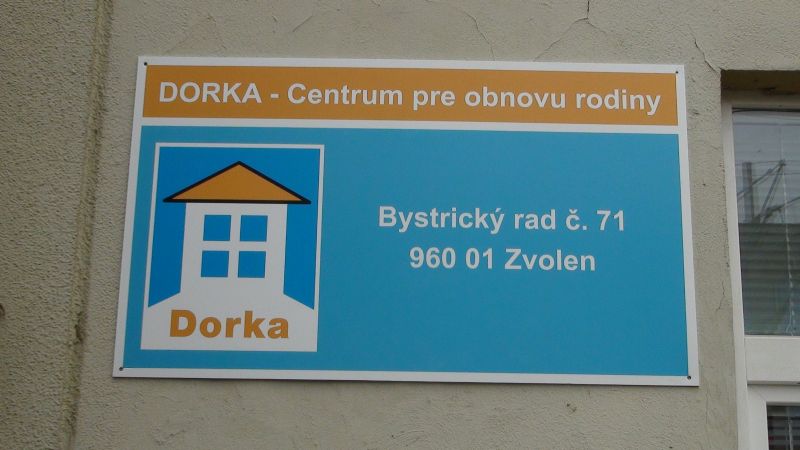 DORKA - Centrum pre obnovu rodiny
Dorka
Bystrický rad č. 71
960 01 Zvolen